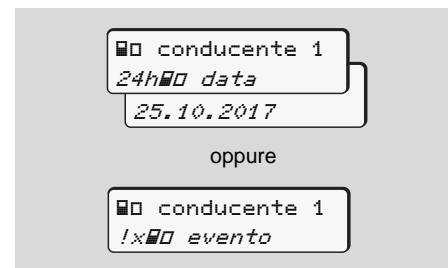 conducente 1
24h data
25.10.2017
oppure
conducente 1
!x evento